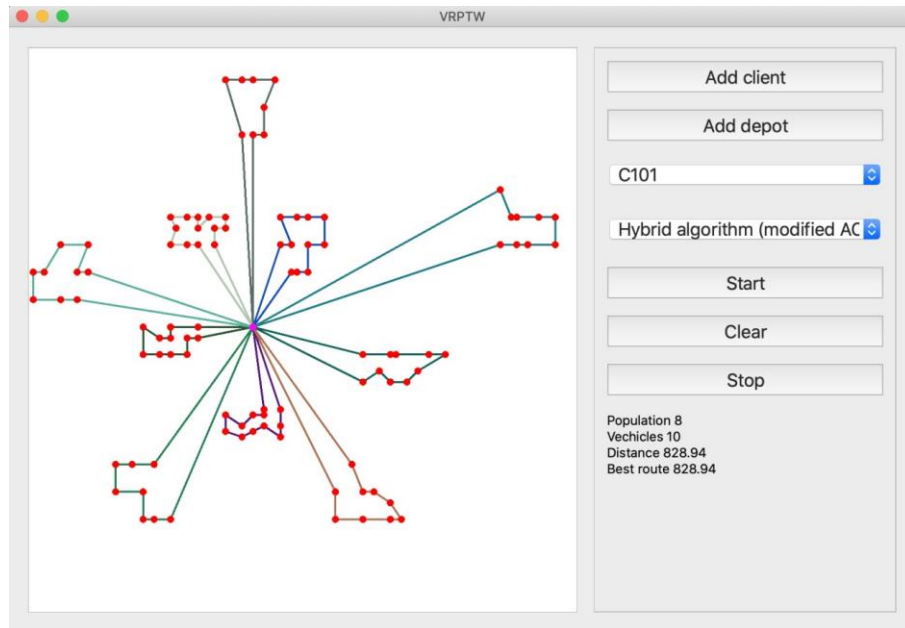 VRPTW
Add client
Add depot
C101
Hybrid algorithm (modified AC
Start
Clear
Stop
Population 8
Vechicles 10
Distance 828.94
Best route 828.94